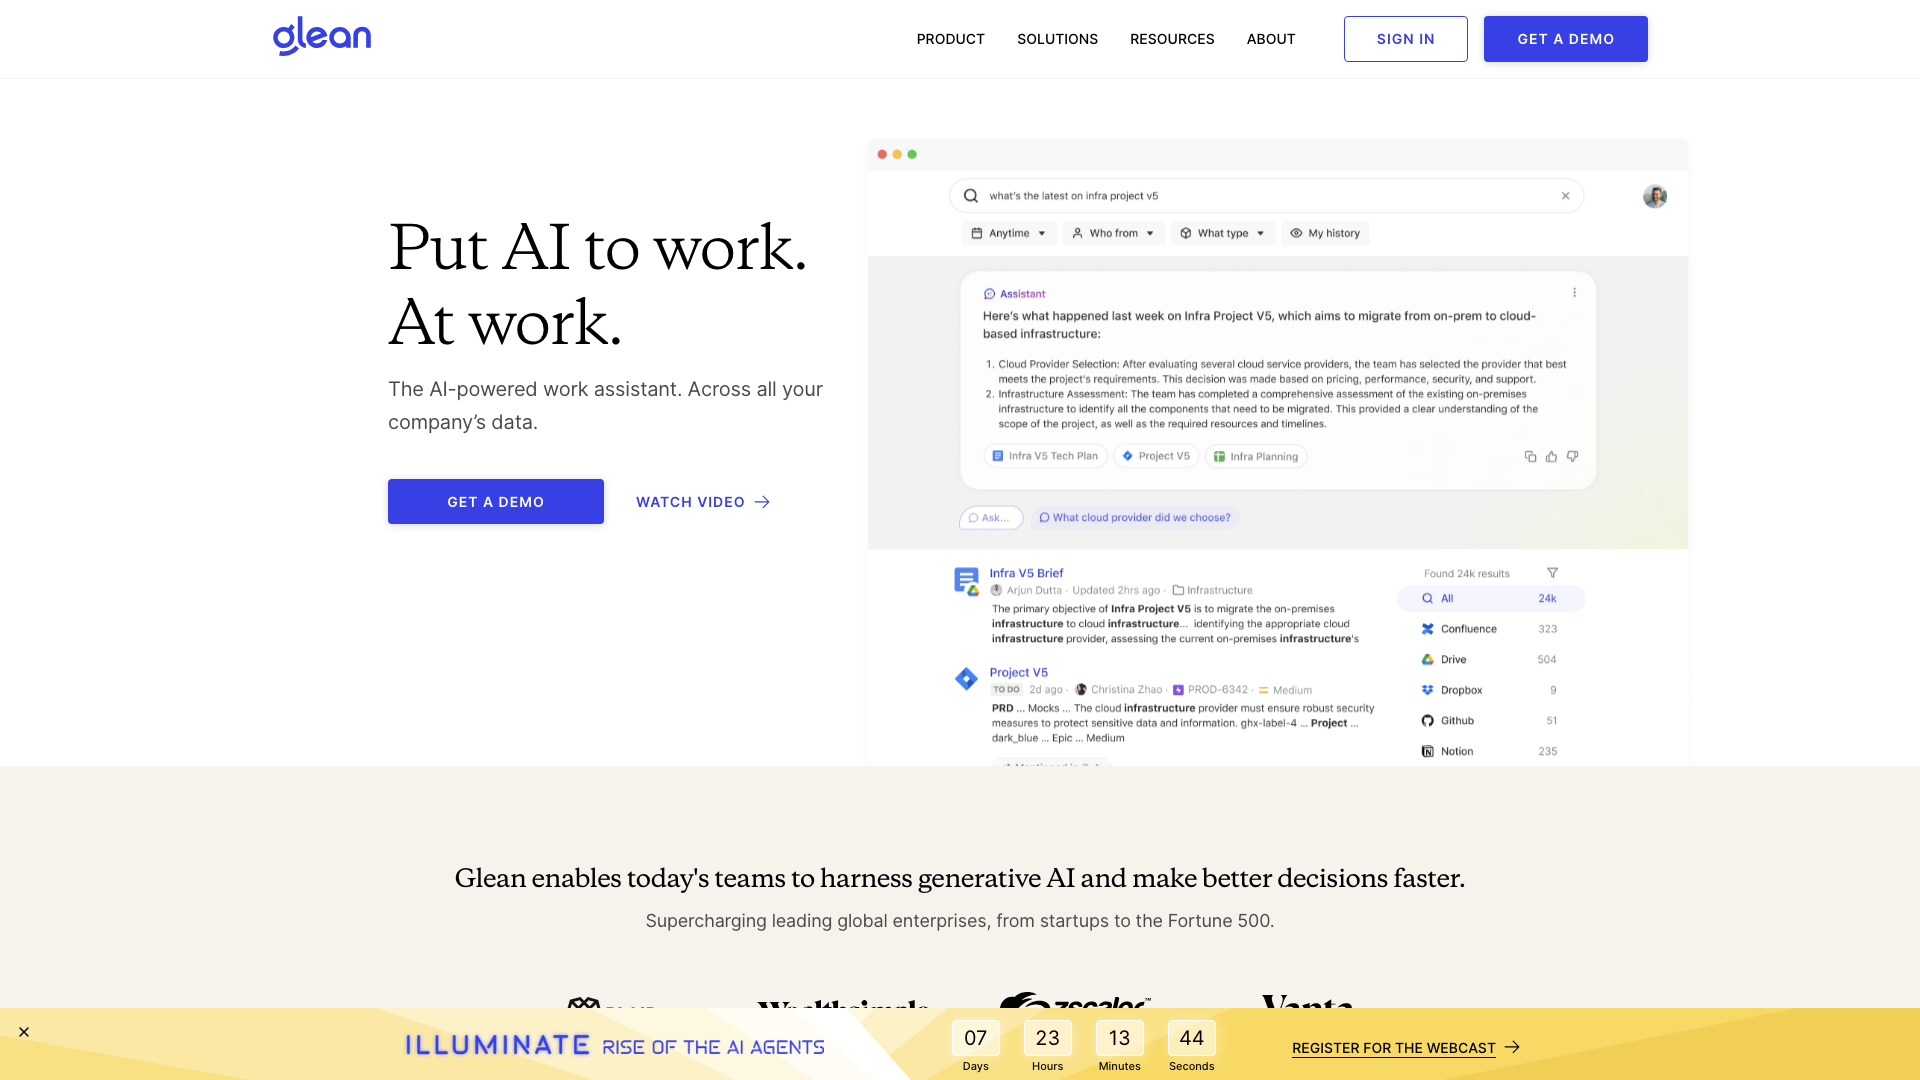 glean
PRODUCT
SOLUTIONS
RESOURCES
ABOUT
SIGN IN
GET A DEMO
Put AI to work.
At work.
The AI-powered work assistant. Across all your
company’s data.
GET A DEMO
WATCH VIDEO
what's the latest on infra project v5
Anytime
Who from
What type
My history
Assistant
Here’s what happened last week on Infra Project V5, which aims to migrate from on-prem to cloud-
based infrastructure:
1. Cloud Provider Selection: After evaluating several cloud service providers, the team has selected the provider that best
meets the project's requirements. This decision was made based on pricing, performance, security, and support.
2. Infrastructure Assessment: The team has completed a comprehensive assessment of the existing on-premises
infrastructure to identify all the components that need to be migrated. This provided a clear understanding of the
scope of the project, as well as the required resources and timelines.
Infra V5 Tech Plan
Project V5
Infra Planning
Ask...
What cloud provider did we choose?
Infra V5 Brief
Arjun Dutta · Updated 2hrs ago · Infrastructure
The primary objective of Infra Project V5 is to migrate the on-premises
infrastructure to cloud infrastructure... identifying the appropriate cloud
infrastructure provider, assessing the current on-premises infrastructure's
Project V5
TO DO 2d ago · Christina Zhao · PROD-6342 · Medium
PRD ... Mocks ... The cloud infrastructure provider must ensure robust security
measures to protect sensitive data and information. ghx-label-4 ... Project ...
dark_blue ... Epic ... Medium
Found 24k results
All 24k
Confluence 323
Drive 504
Dropbox 9
Github 51
Notion 235
Glean enables today's teams to harness generative AI and make better decisions faster.
Supercharging leading global enterprises, from startups to the Fortune 500.
Wealthsimple
zscaler™
Vanta
ILLUMINATE RISE OF THE AI AGENTS
07 23 13 44
Days Hours Minutes Seconds
REGISTER FOR THE WEBCAST